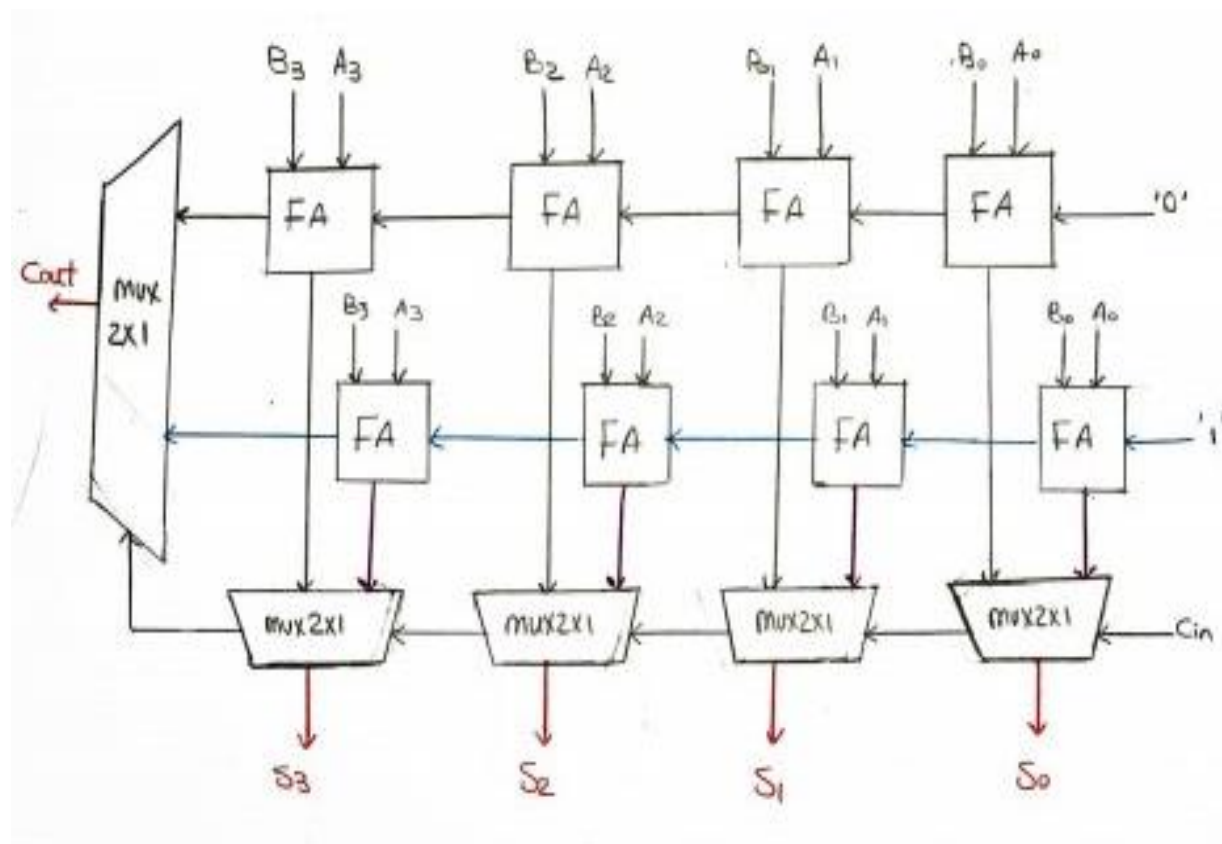 B3 A3 B2 A2 B1 A1 B0 A0
FA FA FA FA '0'
Cout
mux
2x1
B3 A3 B2 A2 B1 A1 B0 A0
FA FA FA FA '1'
mux2x1 mux2x1 mux2x1 mux2x1 Cin
S3 S2 S1 S0